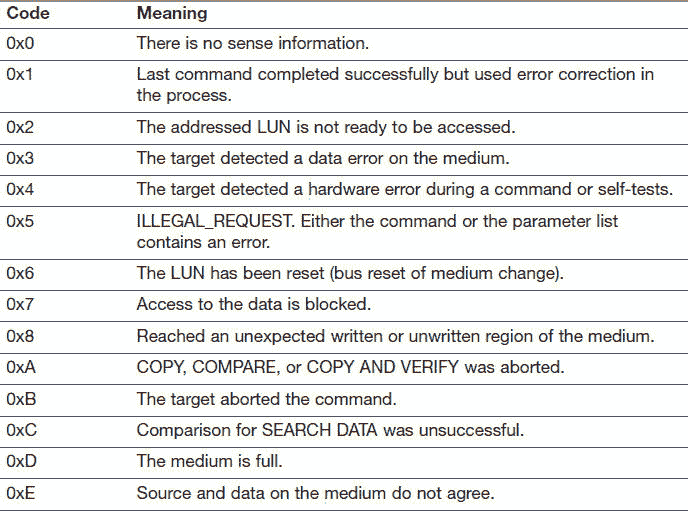 Code Meaning
0x0 There is no sense information.
0x1 Last command completed successfully but used error correction in
the process.
0x2 The addressed LUN is not ready to be accessed.
0x3 The target detected a data error on the medium.
0x4 The target detected a hardware error during a command or self-tests.
0x5 ILLEGAL_REQUEST. Either the command or the parameter list
contains an error.
0x6 The LUN has been reset (bus reset of medium change).
0x7 Access to the data is blocked.
0x8 Reached an unexpected written or unwritten region of the medium.
0xA COPY, COMPARE, or COPY AND VERIFY was aborted.
0xB The target aborted the command.
0xC Comparison for SEARCH DATA was unsuccessful.
0xD The medium is full.
0xE Source and data on the medium do not agree.